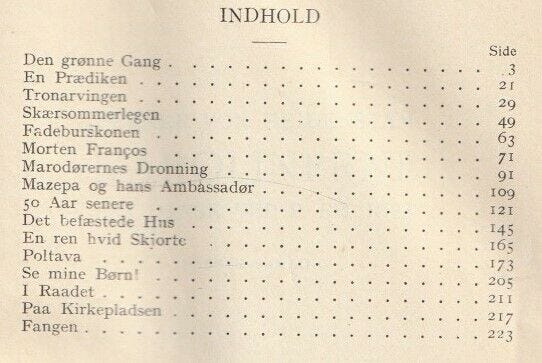 INDHOLD
Side
Den grønne Gang . . . . . . . . . . . . . . . . 3
En Prædiken . . . . . . . . . . . . . . . . . 21
Tronarvingen . . . . . . . . . . . . . . . . . 29
Skærsommerlegen . . . . . . . . . . . . . . . 49
Fadeburskonen . . . . . . . . . . . . . . . . 63
Morten Franços . . . . . . . . . . . . . . . . 71
Marodørernes Dronning . . . . . . . . . . . . . 91
Mazepa og hans Ambassadør . . . . . . . . . . . 109
50 Aar senere . . . . . . . . . . . . . . . . . 121
Det befæstede Hus . . . . . . . . . . . . . . . 145
En ren hvid Skjorte . . . . . . . . . . . . . . 165
Poltava . . . . . . . . . . . . . . . . . . . 173
Se mine Børn! . . . . . . . . . . . . . . . . . 205
I Raadet . . . . . . . . . . . . . . . . . . . 211
Paa Kirkepladsen . . . . . . . . . . . . . . . 217
Fangen . . . . . . . . . . . . . . . . . . . . 223